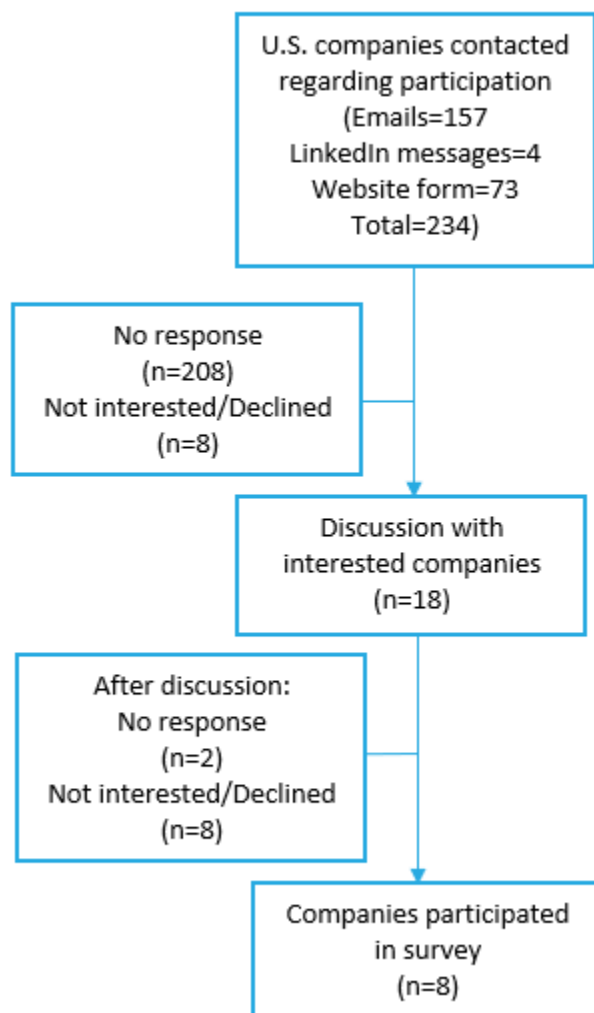 U.S. companies contacted
regarding participation
(Emails=157
LinkedIn messages=4
Website form=73
Total=234)
No response
(n=208)
Not interested/Declined
(n=8)
Discussion with
interested companies
(n=18)
After discussion:
No response
(n=2)
Not interested/Declined
(n=8)
Companies participated
in survey
(n=8)